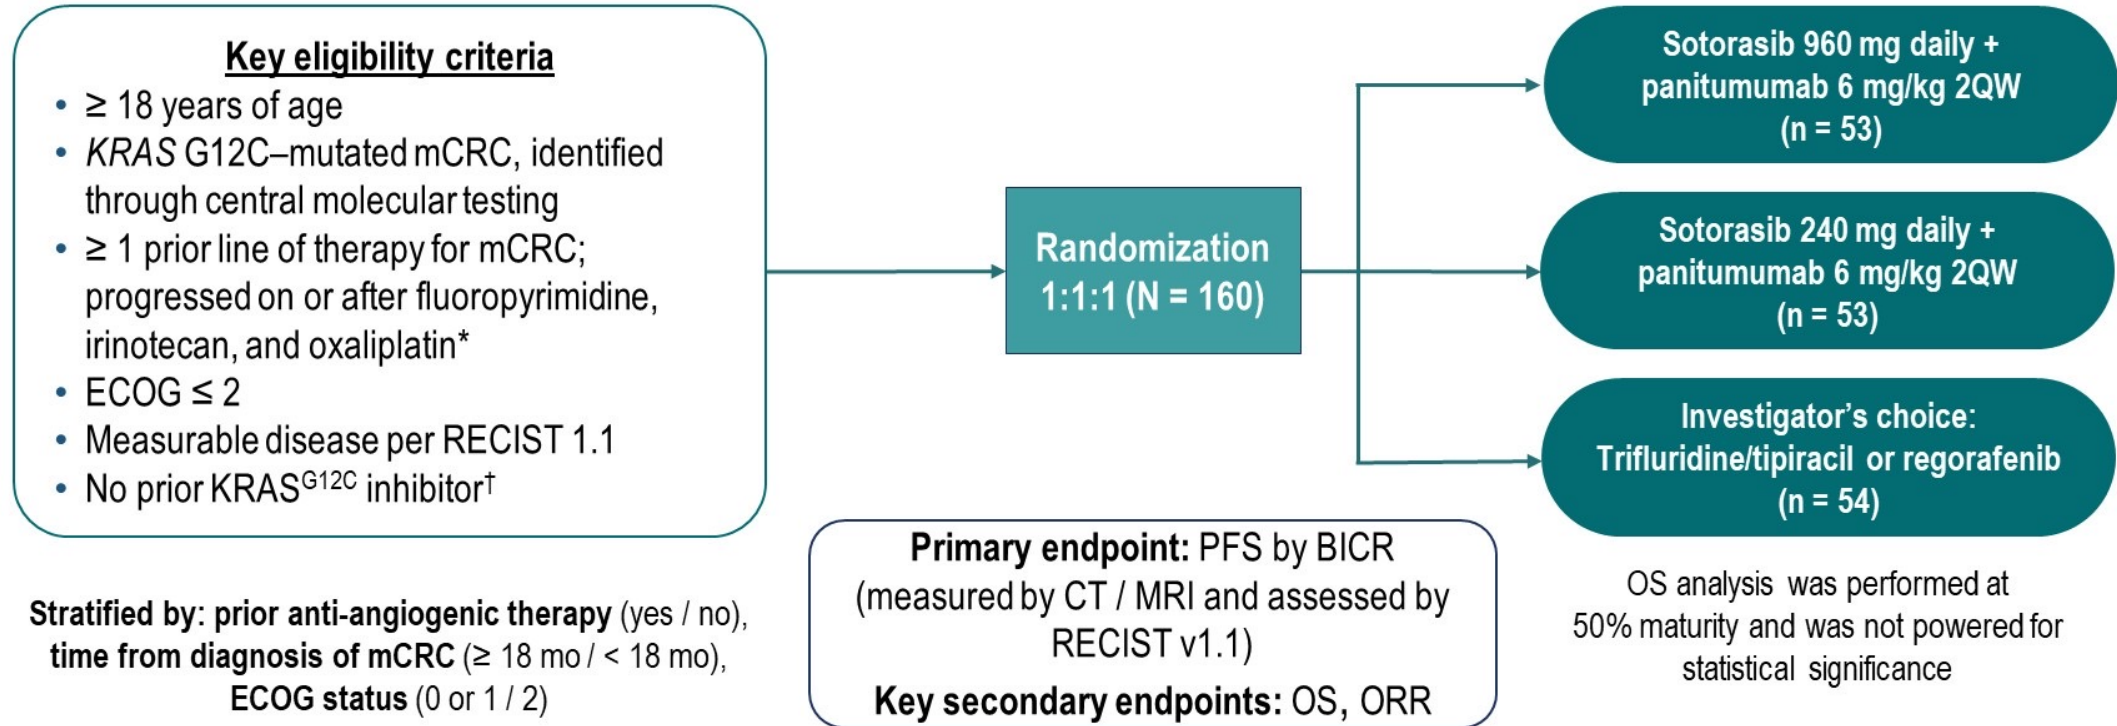 Key eligibility criteria
• ≥ 18 years of age
• KRAS G12C–mutated mCRC, identified
through central molecular testing
• ≥ 1 prior line of therapy for mCRC;
progressed on or after fluoropyrimidine,
irinotecan, and oxaliplatin*
• ECOG ≤ 2
• Measurable disease per RECIST 1.1
• No prior KRASᴳ¹²ᶜ inhibitor†
Stratified by: prior anti-angiogenic therapy (yes / no),
time from diagnosis of mCRC (≥ 18 mo / < 18 mo),
ECOG status (0 or 1 / 2)
Randomization
1:1:1 (N = 160)
Primary endpoint: PFS by BICR
(measured by CT / MRI and assessed by
RECIST v1.1)
Key secondary endpoints: OS, ORR
Sotorasib 960 mg daily +
panitumumab 6 mg/kg 2QW
(n = 53)
Sotorasib 240 mg daily +
panitumumab 6 mg/kg 2QW
(n = 53)
Investigator’s choice:
Trifluridine/tipiracil or regorafenib
(n = 54)
OS analysis was performed at
50% maturity and was not powered for
statistical significance